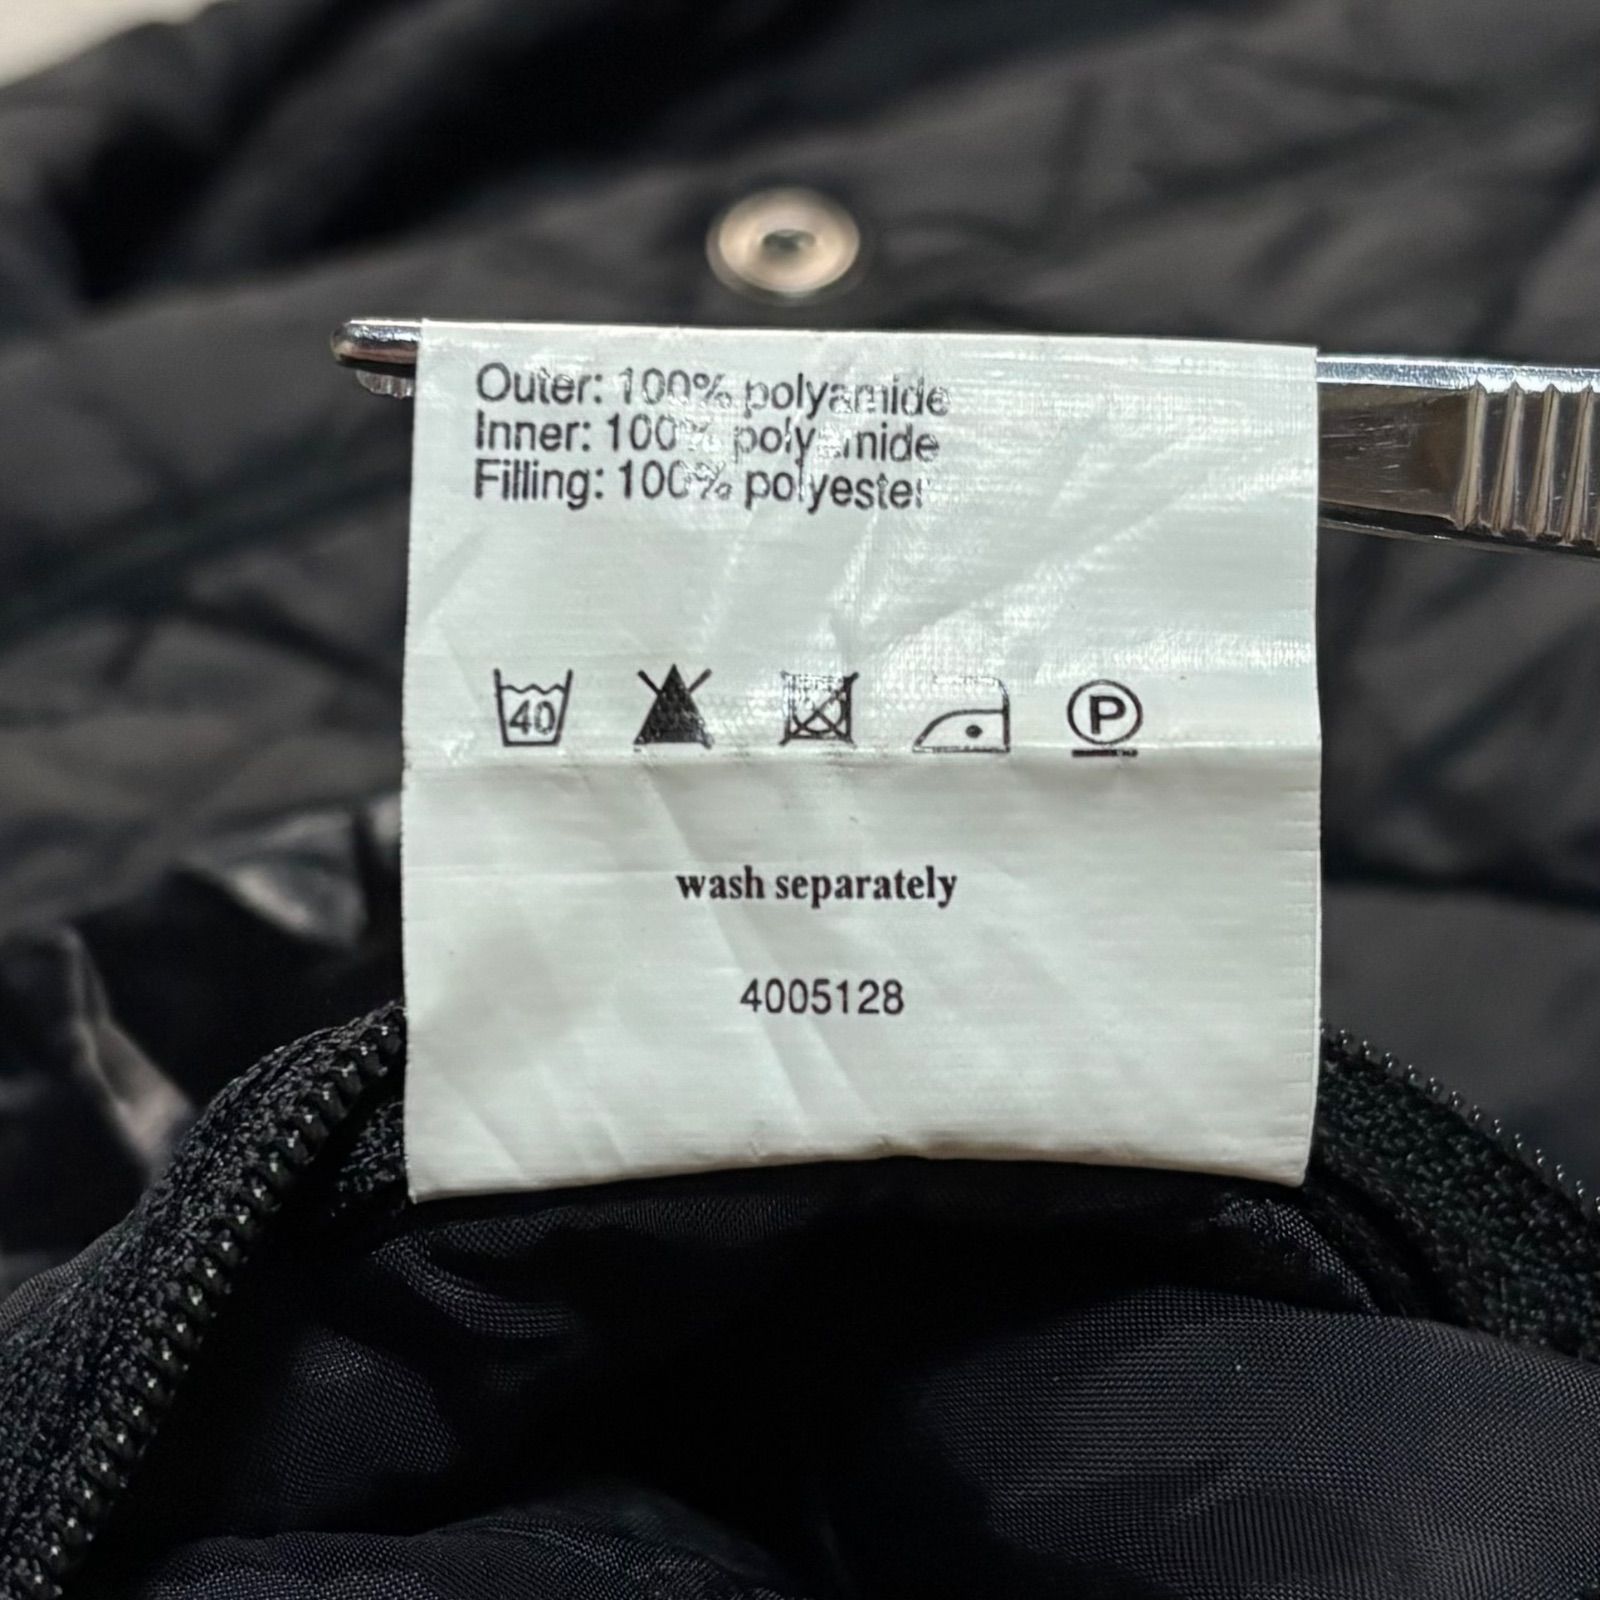 Outer: 100% polyamide
Inner: 100% polyamide
Filling: 100% polyester
40 P
wash separately
4005128